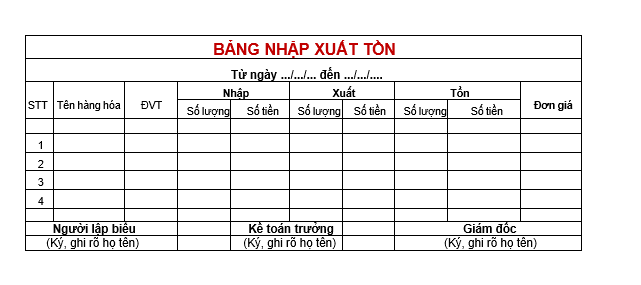 BẢNG NHẬP XUẤT TỒN
Từ ngày .../.../... đến .../.../....
STT Tên hàng hóa ĐVT Nhập Xuất Tồn Đơn giá
Số lượng Số tiền Số lượng Số tiền Số lượng Số tiền
1
2
3
4
Người lập biểu Kế toán trưởng Giám đốc
(Ký, ghi rõ họ tên) (Ký, ghi rõ họ tên) (Ký, ghi rõ họ tên)